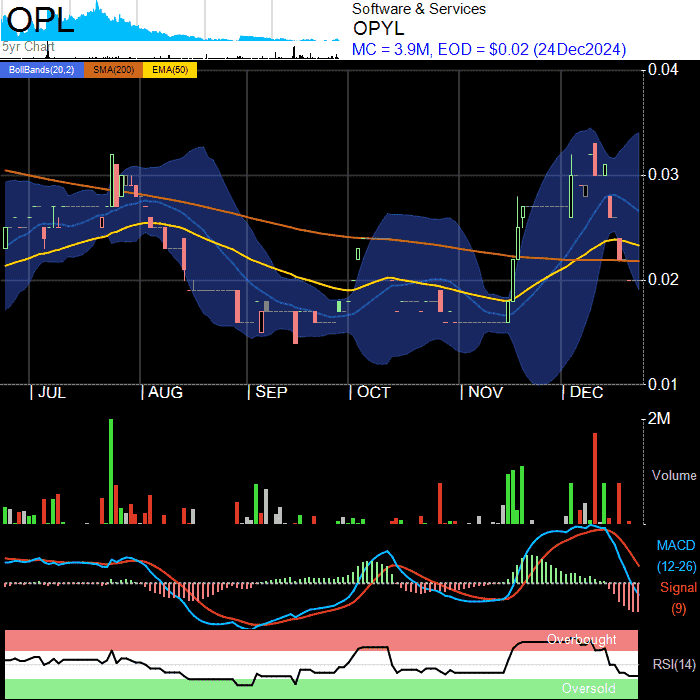 OPL
5yr Chart
Software & Services
OPYL
MC = 3.9M, EOD = $0.02 (24Dec2024)
BollBands(20,2) SMA(200) EMA(50)
0.04
0.03
0.02
0.01
| JUL | AUG | SEP | OCT | NOV | DEC
2M
Volume
MACD
(12-26)
Signal
(9)
Overbought
RSI(14)
Oversold